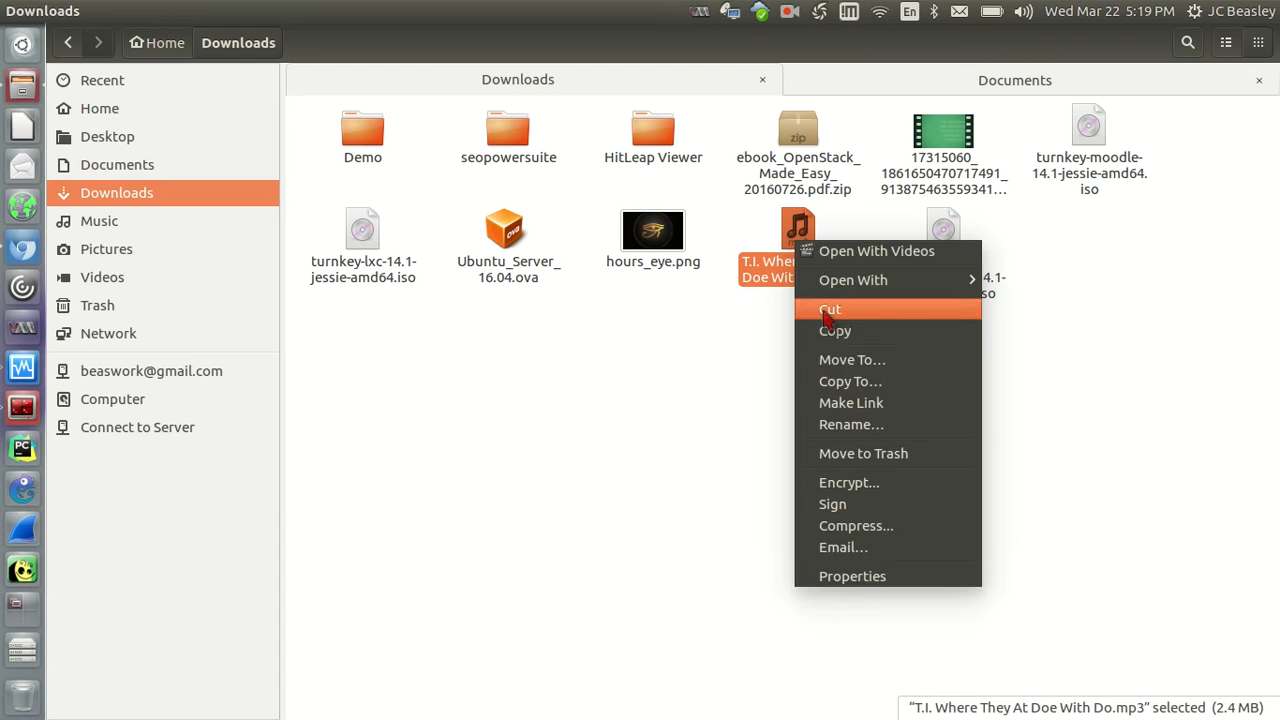 Downloads
En
Wed Mar 22 5:19 PM
JC Beasley
Home
Downloads
Recent
Home
Desktop
Documents
Downloads
Music
Pictures
Videos
Trash
Network
beaswork@gmail.com
Computer
Connect to Server
Downloads ×
Documents ×
Demo
seopowersuite
HitLeap Viewer
zip
ebook_OpenStack_
Made_Easy_
20160726.pdf.zip
17315060_
1861650470717491_
913875463559341...
turnkey-moodle-
14.1-jessie-amd64.
iso
turnkey-lxc-14.1-
jessie-amd64.iso
ova
Ubuntu_Server_
16.04.ova
hours_eye.png
T.I. Whe
Doe Wit
4.1-
so
Open With Videos
Open With
Cut
Copy
Move To...
Copy To...
Make Link
Rename...
Move to Trash
Encrypt...
Sign
Compress...
Email...
Properties
PC
"T.I. Where They At Doe With Do.mp3" selected (2.4 MB)